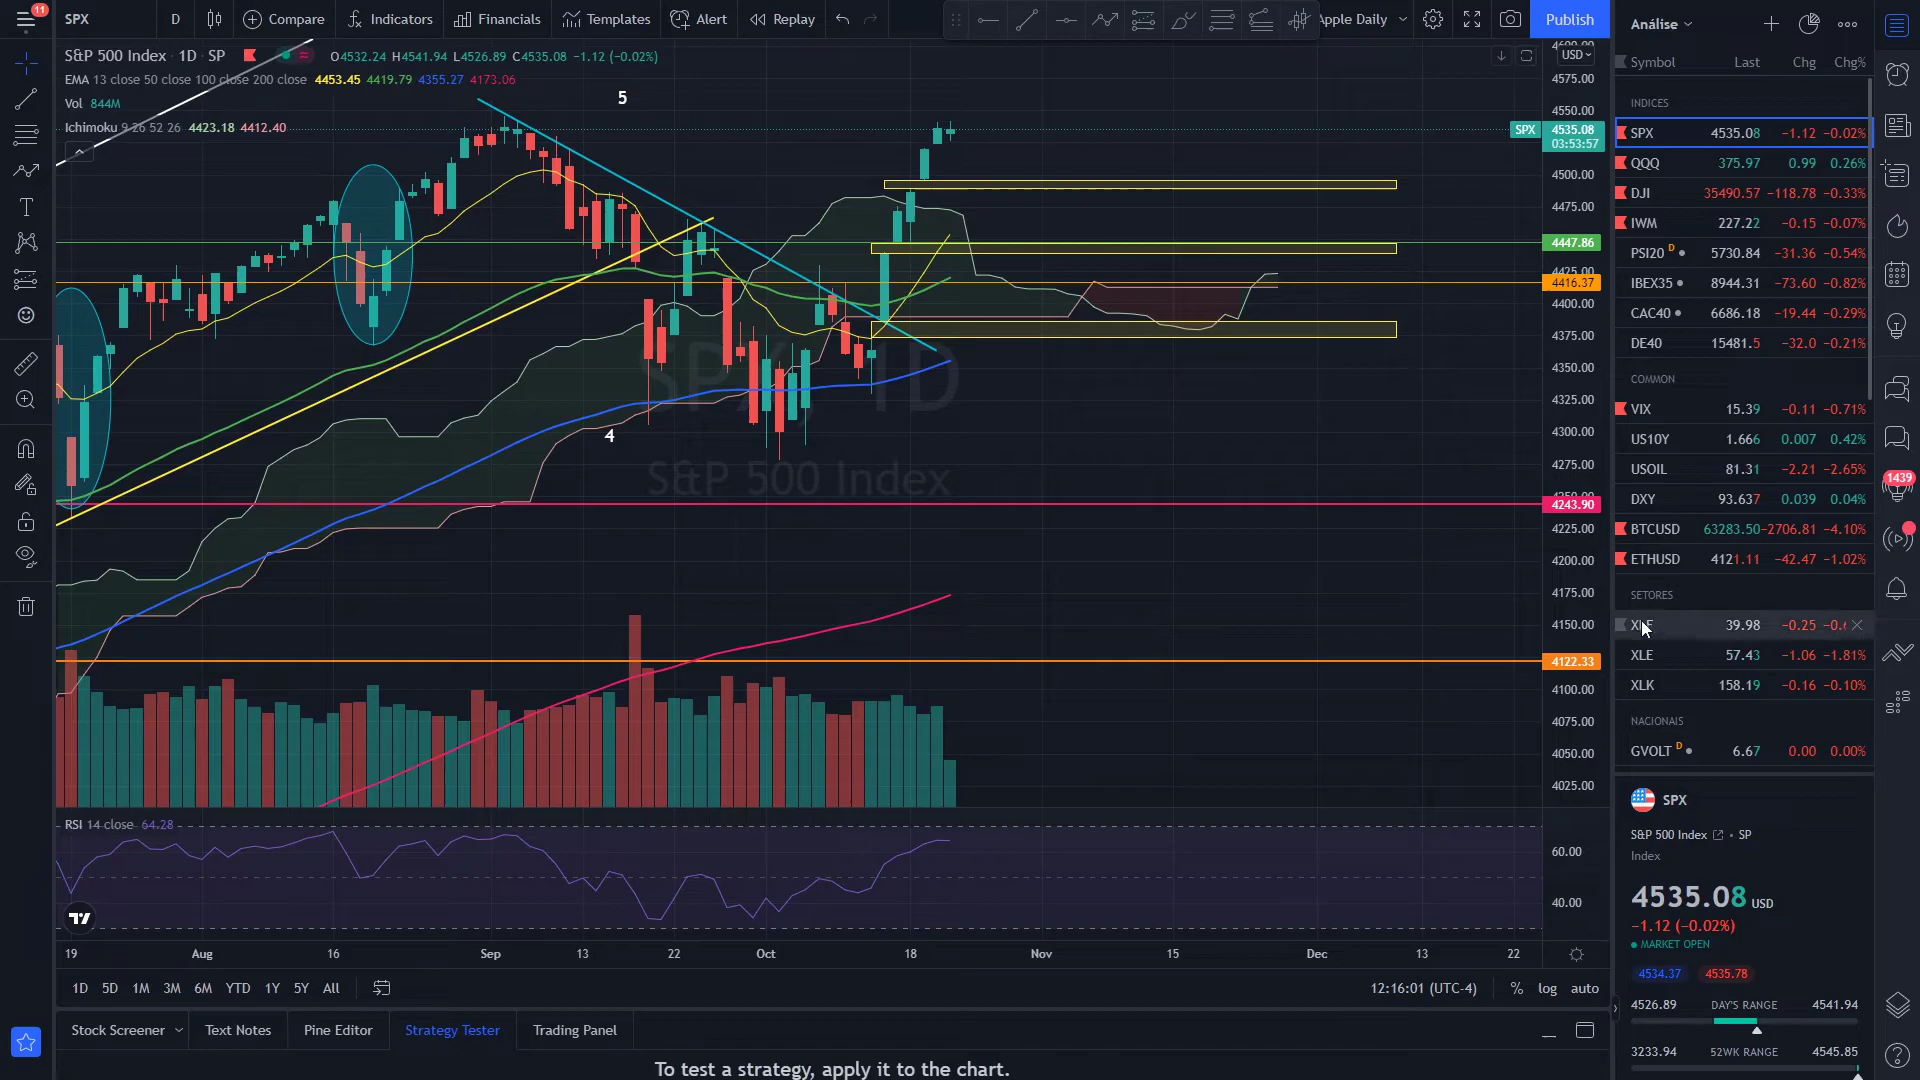 11
SPX
D
Compare
Indicators
Financials
Templates
Alert
Replay
Apple Daily
Publish
S&P 500 Index · 1D · SP
O4532.24 H4541.94 L4526.89 C4535.08 −1.12 (−0.02%)
EMA 13 close 50 close 100 close 200 close 4453.45 4419.79 4355.27 4173.06
Vol 844M
Ichimoku 9 26 52 26 4423.18 4412.40
5
4
SPX, 1D
S&P 500 Index
USD
4600.00
4575.00
4550.00
SPX 4535.08
03:53:57
4500.00
4475.00
4447.86
4425.00
4416.37
4400.00
4375.00
4350.00
4325.00
4300.00
4275.00
4250.00
4243.90
4225.00
4200.00
4175.00
4150.00
4122.33
4100.00
4075.00
4050.00
4025.00
RSI 14 close 64.28
60.00
40.00
19 Aug 16 Sep 13 22 Oct 18 Nov 15 Dec 13 22
1D 5D 1M 3M 6M YTD 1Y 5Y All
12:16:01 (UTC-4) % log auto
Stock Screener
Text Notes
Pine Editor
Strategy Tester
Trading Panel
To test a strategy, apply it to the chart.
Análise
Symbol Last Chg Chg%
INDICES
SPX 4535.08 −1.12 −0.02%
QQQ 375.97 0.99 0.26%
DJI 35490.57 −118.78 −0.33%
IWM 227.22 −0.15 −0.07%
PSI20 D 5730.84 −31.36 −0.54%
IBEX35 8944.31 −73.60 −0.82%
CAC40 6686.18 −19.44 −0.29%
DE40 15481.5 −32.0 −0.21%
COMMON
VIX 15.39 −0.11 −0.71%
US10Y 1.666 0.007 0.42%
USOIL 81.31 −2.21 −2.65%
DXY 93.637 0.039 0.04%
BTCUSD 63283.50 −2706.81 −4.10%
ETHUSD 4121.11 −42.47 −1.02%
SETORES
39.98 −0.25
XLE 57.43 −1.06 −1.81%
XLK 158.19 −0.16 −0.10%
NACIONAIS
GVOLT D 6.67 0.00 0.00%
SPX
S&P 500 Index • SP
Index
4535.08 USD
−1.12 (−0.02%)
MARKET OPEN
4534.37 4535.78
4526.89 DAY'S RANGE 4541.94
3233.94 52WK RANGE 4545.85
1439